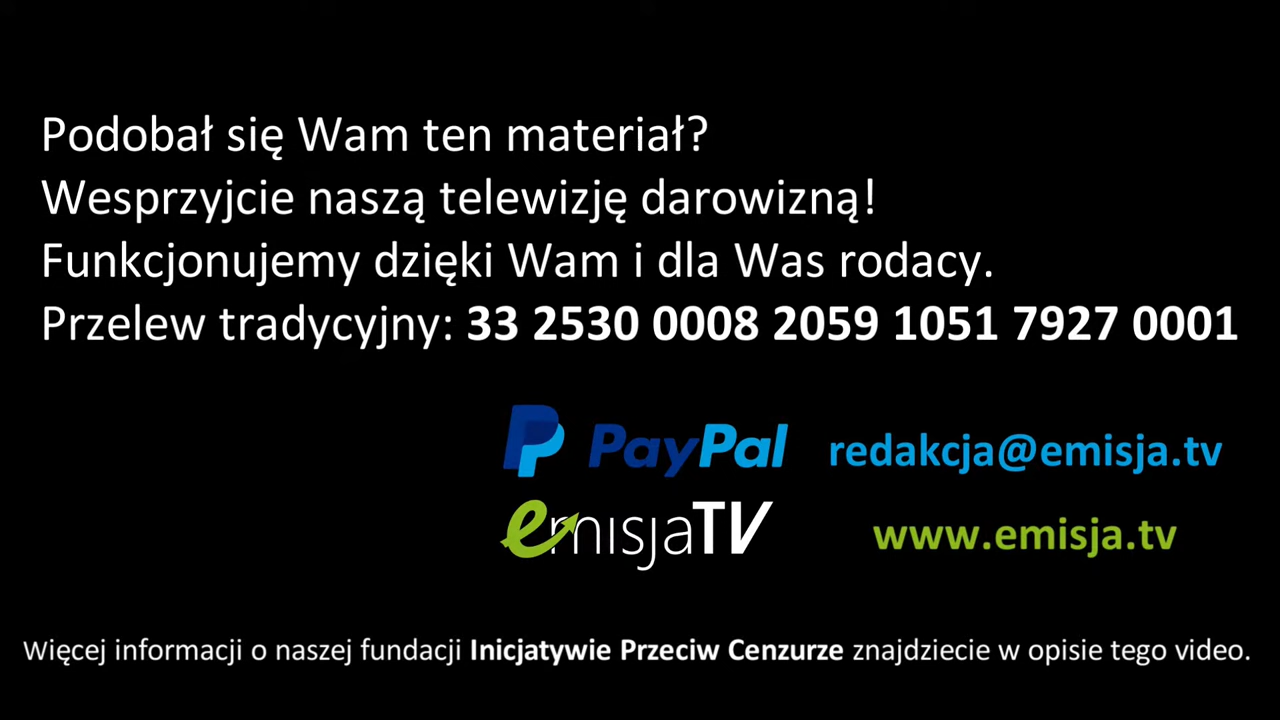 Podobał się Wam ten materiał?
Wesprzyjcie naszą telewizję darowizną!
Funkcjonujemy dzięki Wam i dla Was rodacy.
Przelew tradycyjny: 33 2530 0008 2059 1051 7927 0001
PayPal redakcja@emisja.tv
emisjaTV www.emisja.tv
Więcej informacji o naszej fundacji Inicjatywie Przeciw Cenzurze znajdziecie w opisie tego video.